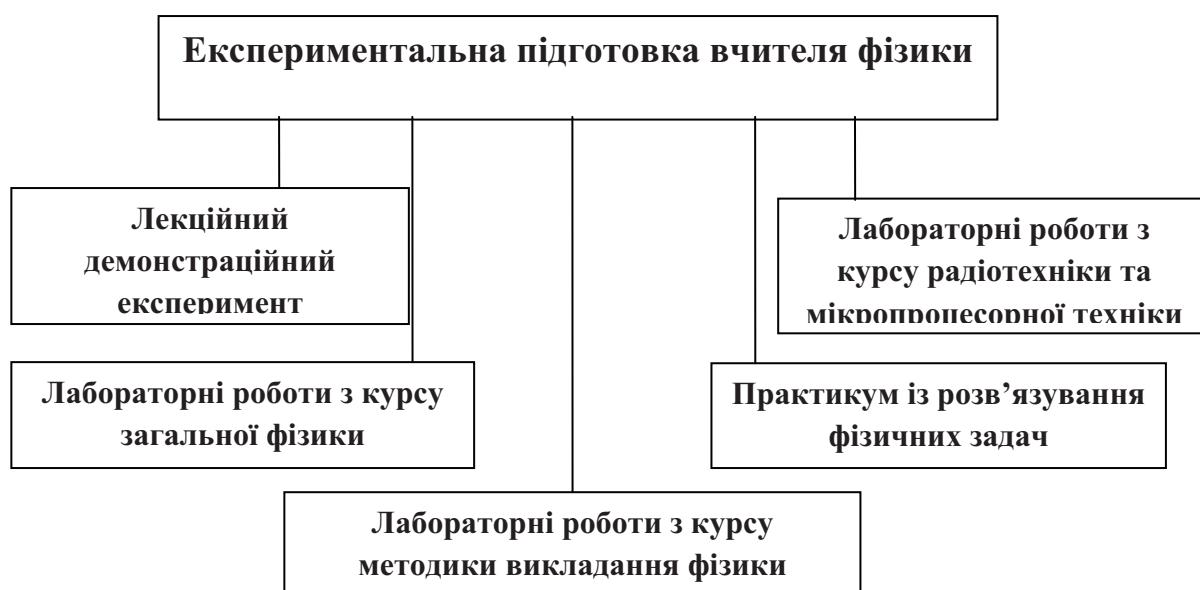 Експериментальна підготовка вчителя фізики
Лекційний
демонстраційний
експеримент
Лабораторні роботи з
курсу радіотехніки та
мікропроцесорної техніки
Лабораторні роботи з курсу
загальної фізики
Практикум із розв’язування
фізичних задач
Лабораторні роботи з курсу
методики викладання фізики